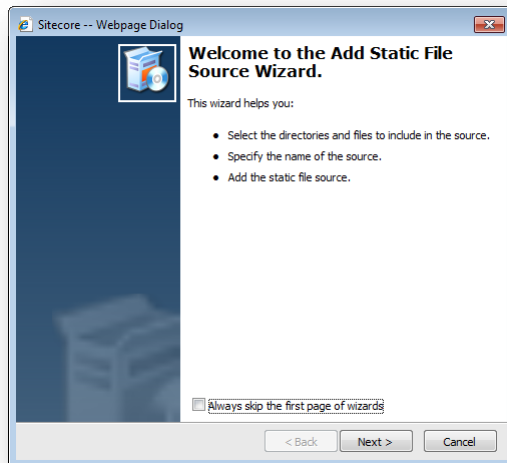 Sitecore -- Webpage Dialog
Welcome to the Add Static File
Source Wizard.
This wizard helps you:
• Select the directories and files to include in the source.
• Specify the name of the source.
• Add the static file source.
Always skip the first page of wizards
< Back Next > Cancel